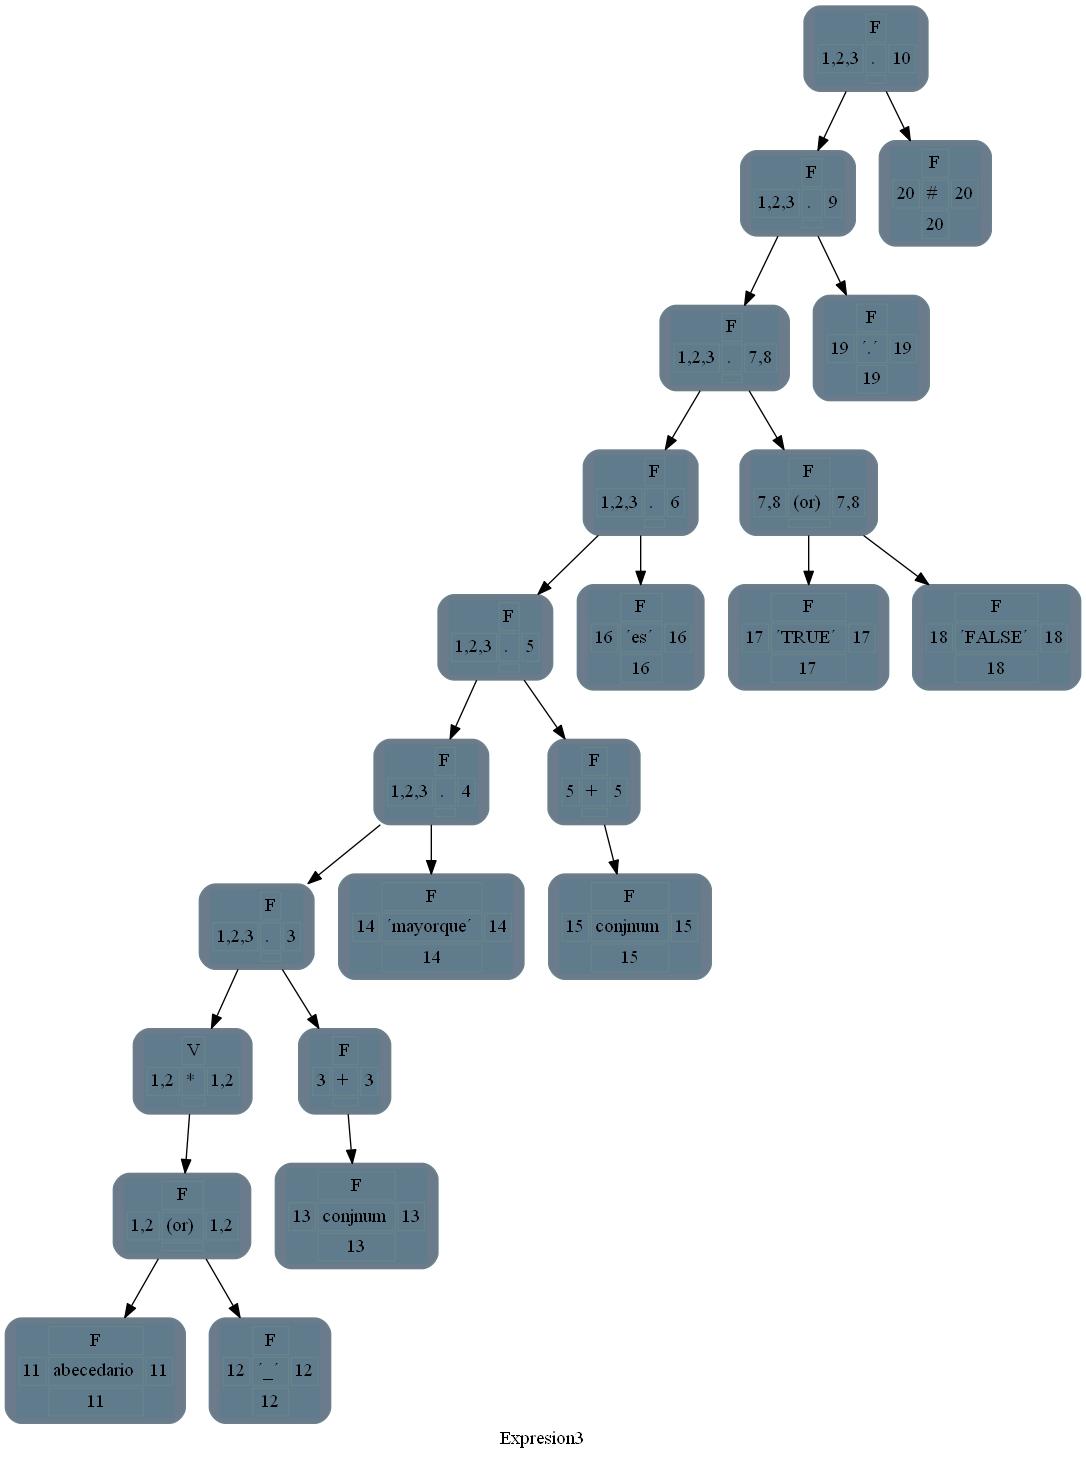 F
1,2,3 . 10
F
1,2,3 . 9
F
20 # 20
20
F
1,2,3 . 7,8
F
19 ´.´ 19
19
F
1,2,3 . 6
F
7,8 (or) 7,8
F
1,2,3 . 5
F
16 ´es´ 16
16
F
17 ´TRUE´ 17
17
F
18 ´FALSE´ 18
18
F
1,2,3 . 4
F
5 + 5
F
1,2,3 . 3
F
14 ´mayorque´ 14
14
F
15 conjnum 15
15
V
1,2 * 1,2
F
3 + 3
F
1,2 (or) 1,2
F
13 conjnum 13
13
F
11 abecedario 11
11
F
12 ´_´ 12
12
Expresion3